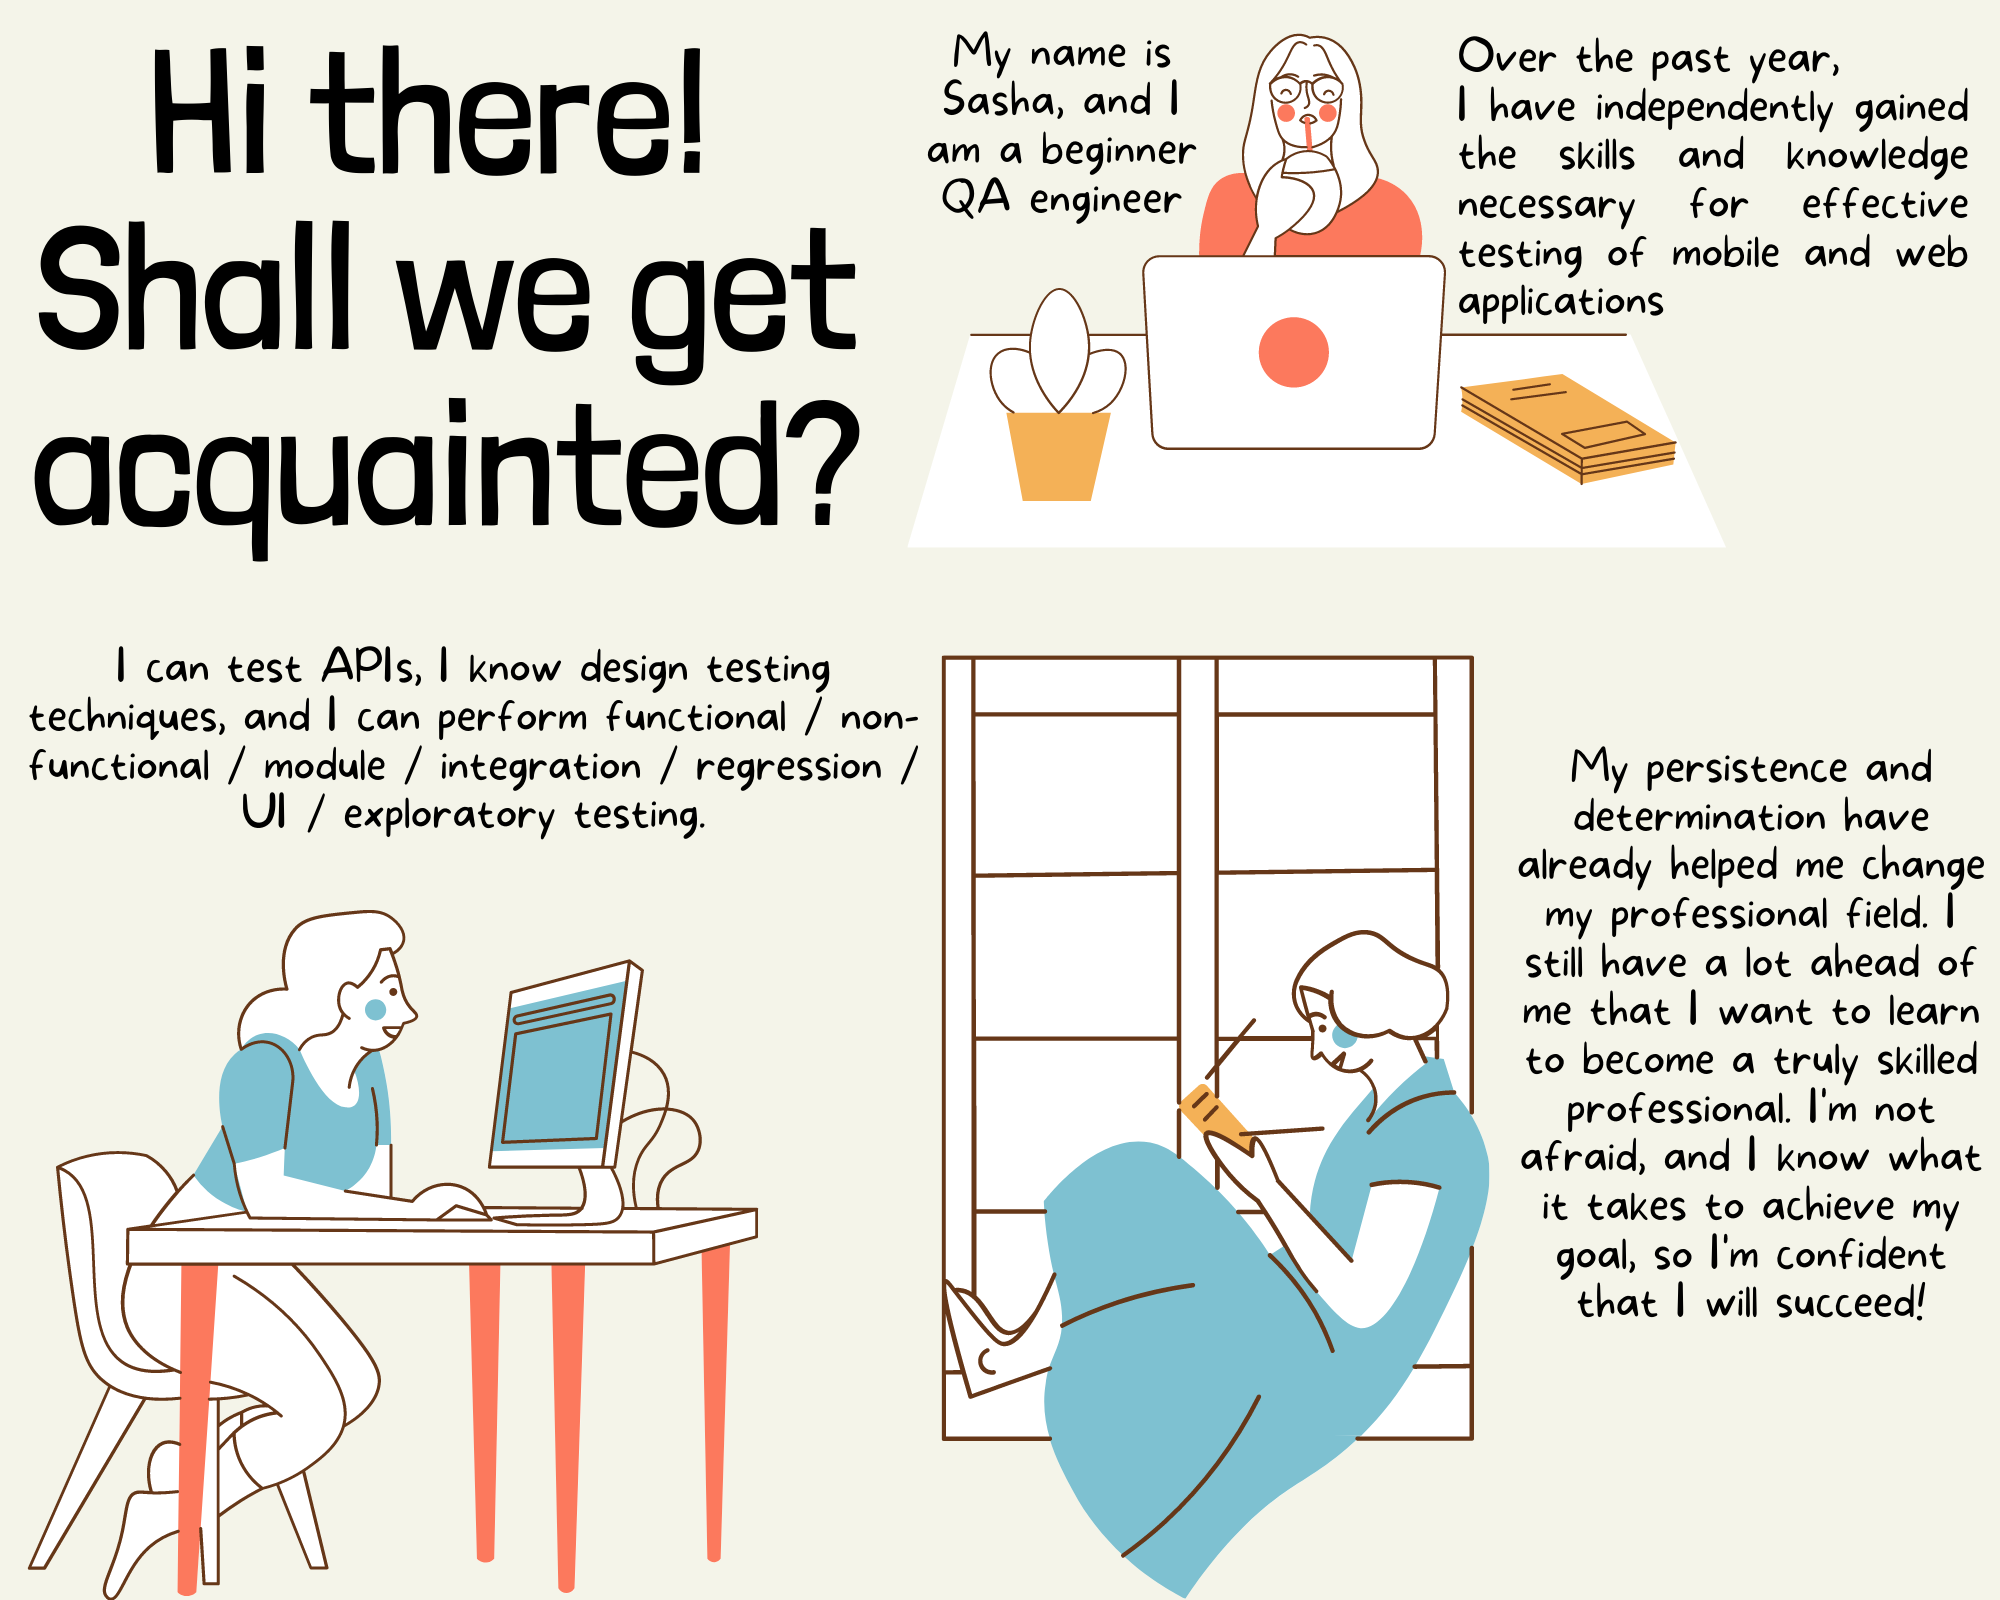 Hi there!
Shall we get
acquainted?
My name is
Sasha, and I
am a beginner
QA engineer
Over the past year,
I have independently gained
the skills and knowledge
necessary for effective
testing of mobile and web
applications
I can test APIs, I know design testing
techniques, and I can perform functional / non-
functional / module / integration / regression /
UI / exploratory testing.
My persistence and
determination have
already helped me change
my professional field. I
still have a lot ahead of
me that I want to learn
to become a truly skilled
professional. I'm not
afraid, and I know what
it takes to achieve my
goal, so I'm confident
that I will succeed!